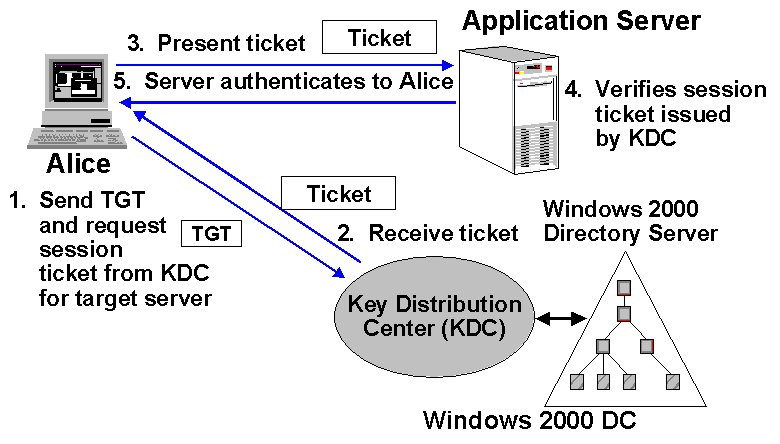 Application Server
3. Present ticket
Ticket
5. Server authenticates to Alice
4. Verifies session
ticket issued
by KDC
Alice
1. Send TGT
and request
session
ticket from KDC
for target server
TGT
Ticket
2. Receive ticket
Windows 2000
Directory Server
Key Distribution
Center (KDC)
Windows 2000 DC